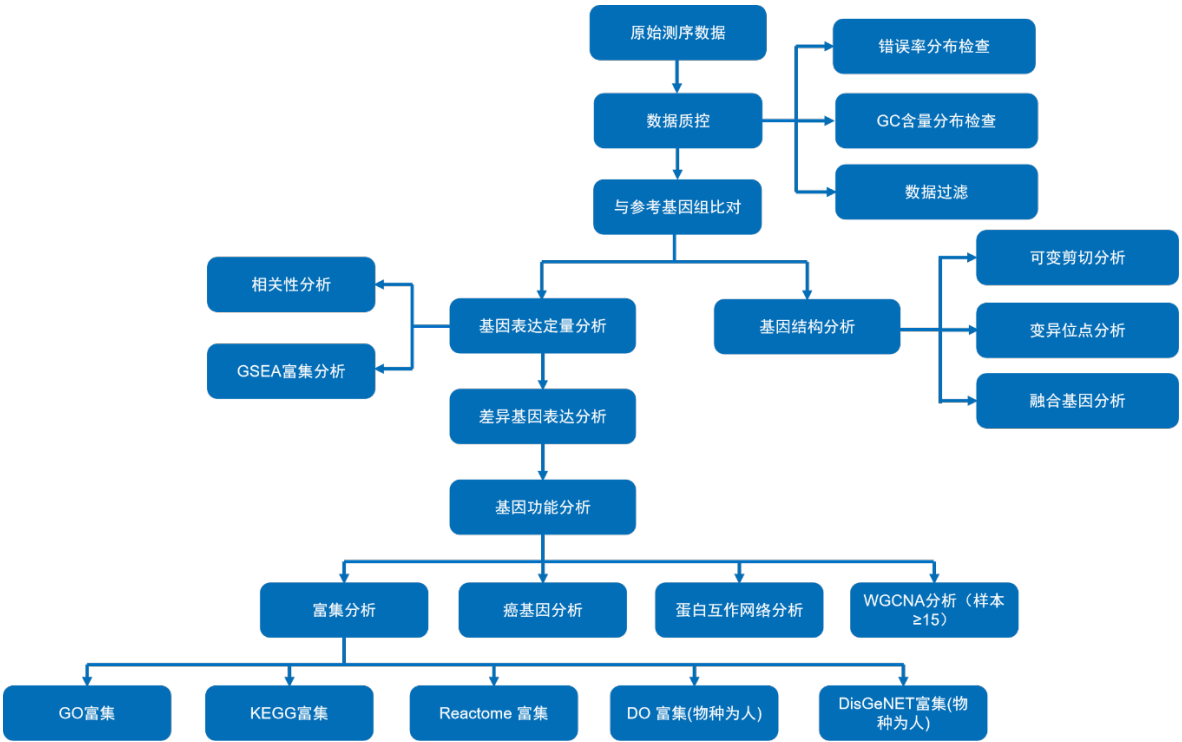 原始测序数据
错误率分布检查
数据质控
GC含量分布检查
数据过滤
与参考基因组比对
可变剪切分析
相关性分析
基因表达定量分析
基因结构分析
变异位点分析
GSEA富集分析
融合基因分析
差异基因表达分析
基因功能分析
富集分析
癌基因分析
蛋白互作网络分析
WGCNA分析（样本
≥15）
GO富集
KEGG富集
Reactome 富集
DO 富集(物种为人)
DisGeNET富集(物
种为人)